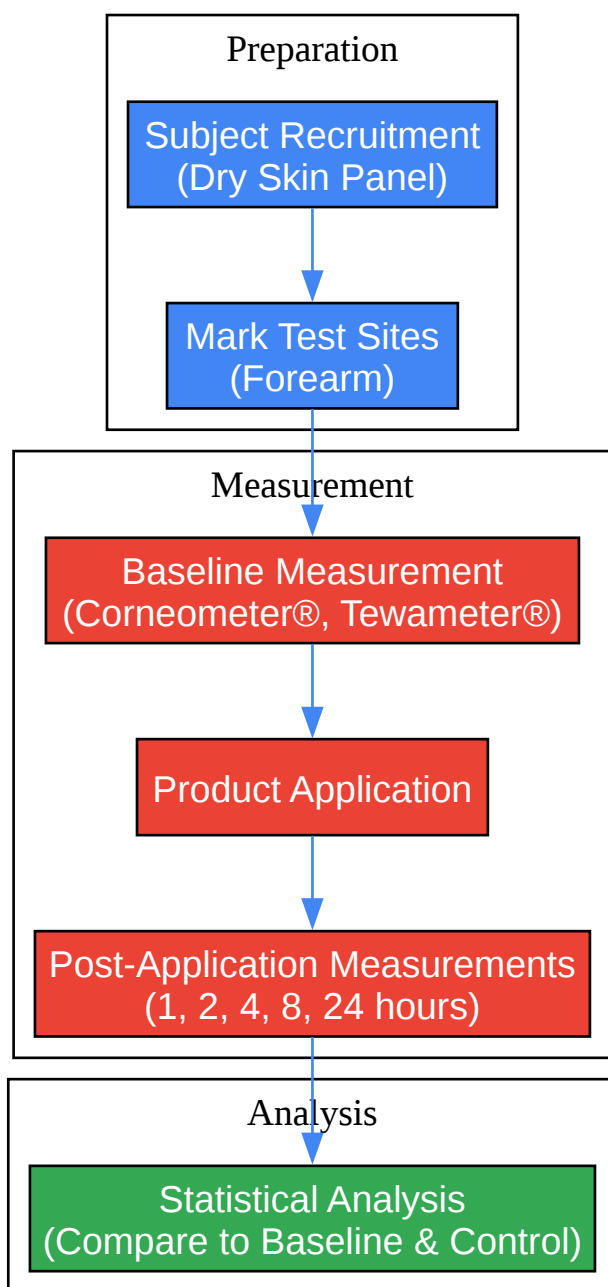 Preparation
Subject Recruitment
(Dry Skin Panel)
Mark Test Sites
(Forearm)
Measurement
Baseline Measurement
(Corneometer®, Tewameter®)
Product Application
Post-Application Measurements
(1, 2, 4, 8, 24 hours)
Analysis
Statistical Analysis
(Compare to Baseline & Control)